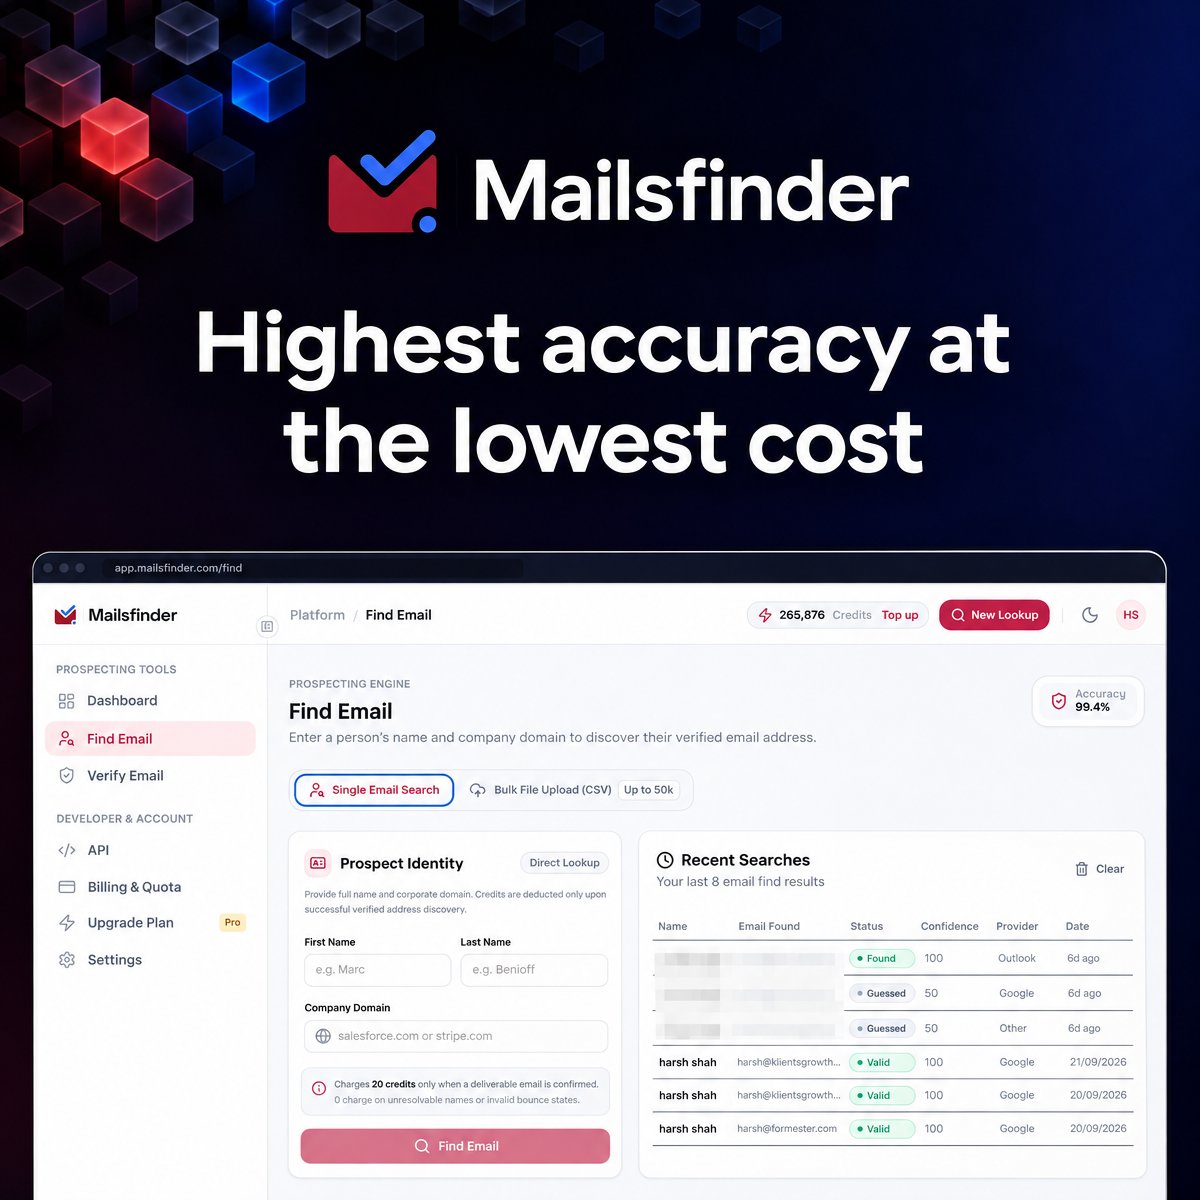 Mailsfinder
Highest accuracy at
the lowest cost
app.mailsfinder.com/find
Mailsfinder
Platform / Find Email
265,876 Credits Top up
New Lookup
HS
PROSPECTING TOOLS
Dashboard
Find Email
Verify Email
DEVELOPER & ACCOUNT
API
Billing & Quota
Upgrade Plan Pro
Settings
PROSPECTING ENGINE
Find Email
Enter a person's name and company domain to discover their verified email address.
Accuracy
99.4%
Single Email Search
Bulk File Upload (CSV) Up to 50k
Prospect Identity
Direct Lookup
Provide full name and corporate domain. Credits are deducted only upon
successful verified address discovery.
First Name Last Name
e.g. Marc e.g. Benioff
Company Domain
salesforce.com or stripe.com
Charges 20 credits only when a deliverable email is confirmed.
0 charge on unresolvable names or invalid bounce states.
Find Email
Recent Searches
Your last 8 email find results
Clear
Name Email Found Status Confidence Provider Date
Found 100 Outlook 6d ago
Guessed 50 Google 6d ago
Guessed 50 Other 6d ago
harsh shah harsh@klientsgrowth... Valid 100 Google 21/09/2026
harsh shah harsh@klientsgrowth... Valid 100 Google 20/09/2026
harsh shah harsh@formester.com Valid 100 Google 20/09/2026